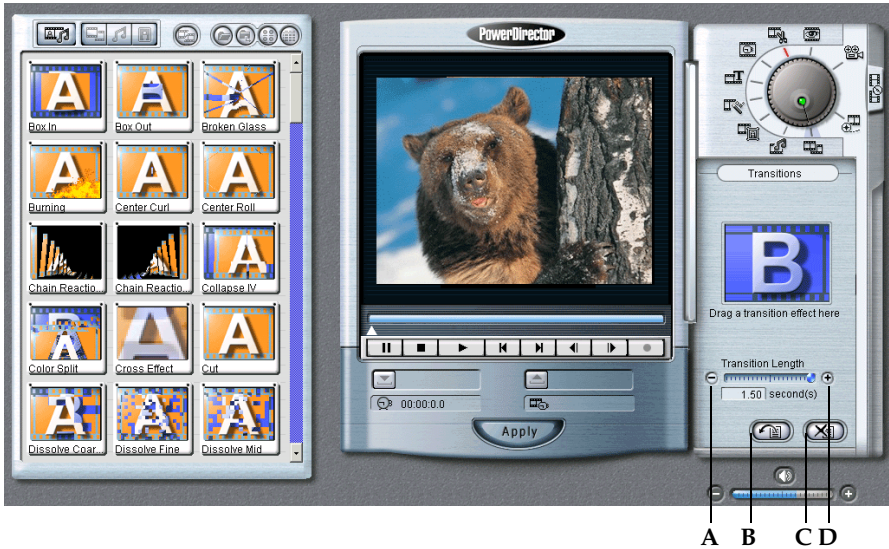 PowerDirector
Box In
Box Out
Broken Glass
Burning
Center Curl
Center Roll
Chain Reactio...
Chain Reactio...
Collapse IV
Color Split
Cross Effect
Cut
Dissolve Coar...
Dissolve Fine
Dissolve Mid
00:00:00.0
Apply
Transitions
B
Drag a transition effect here
Transition Length
1.50 second(s)
A B C D